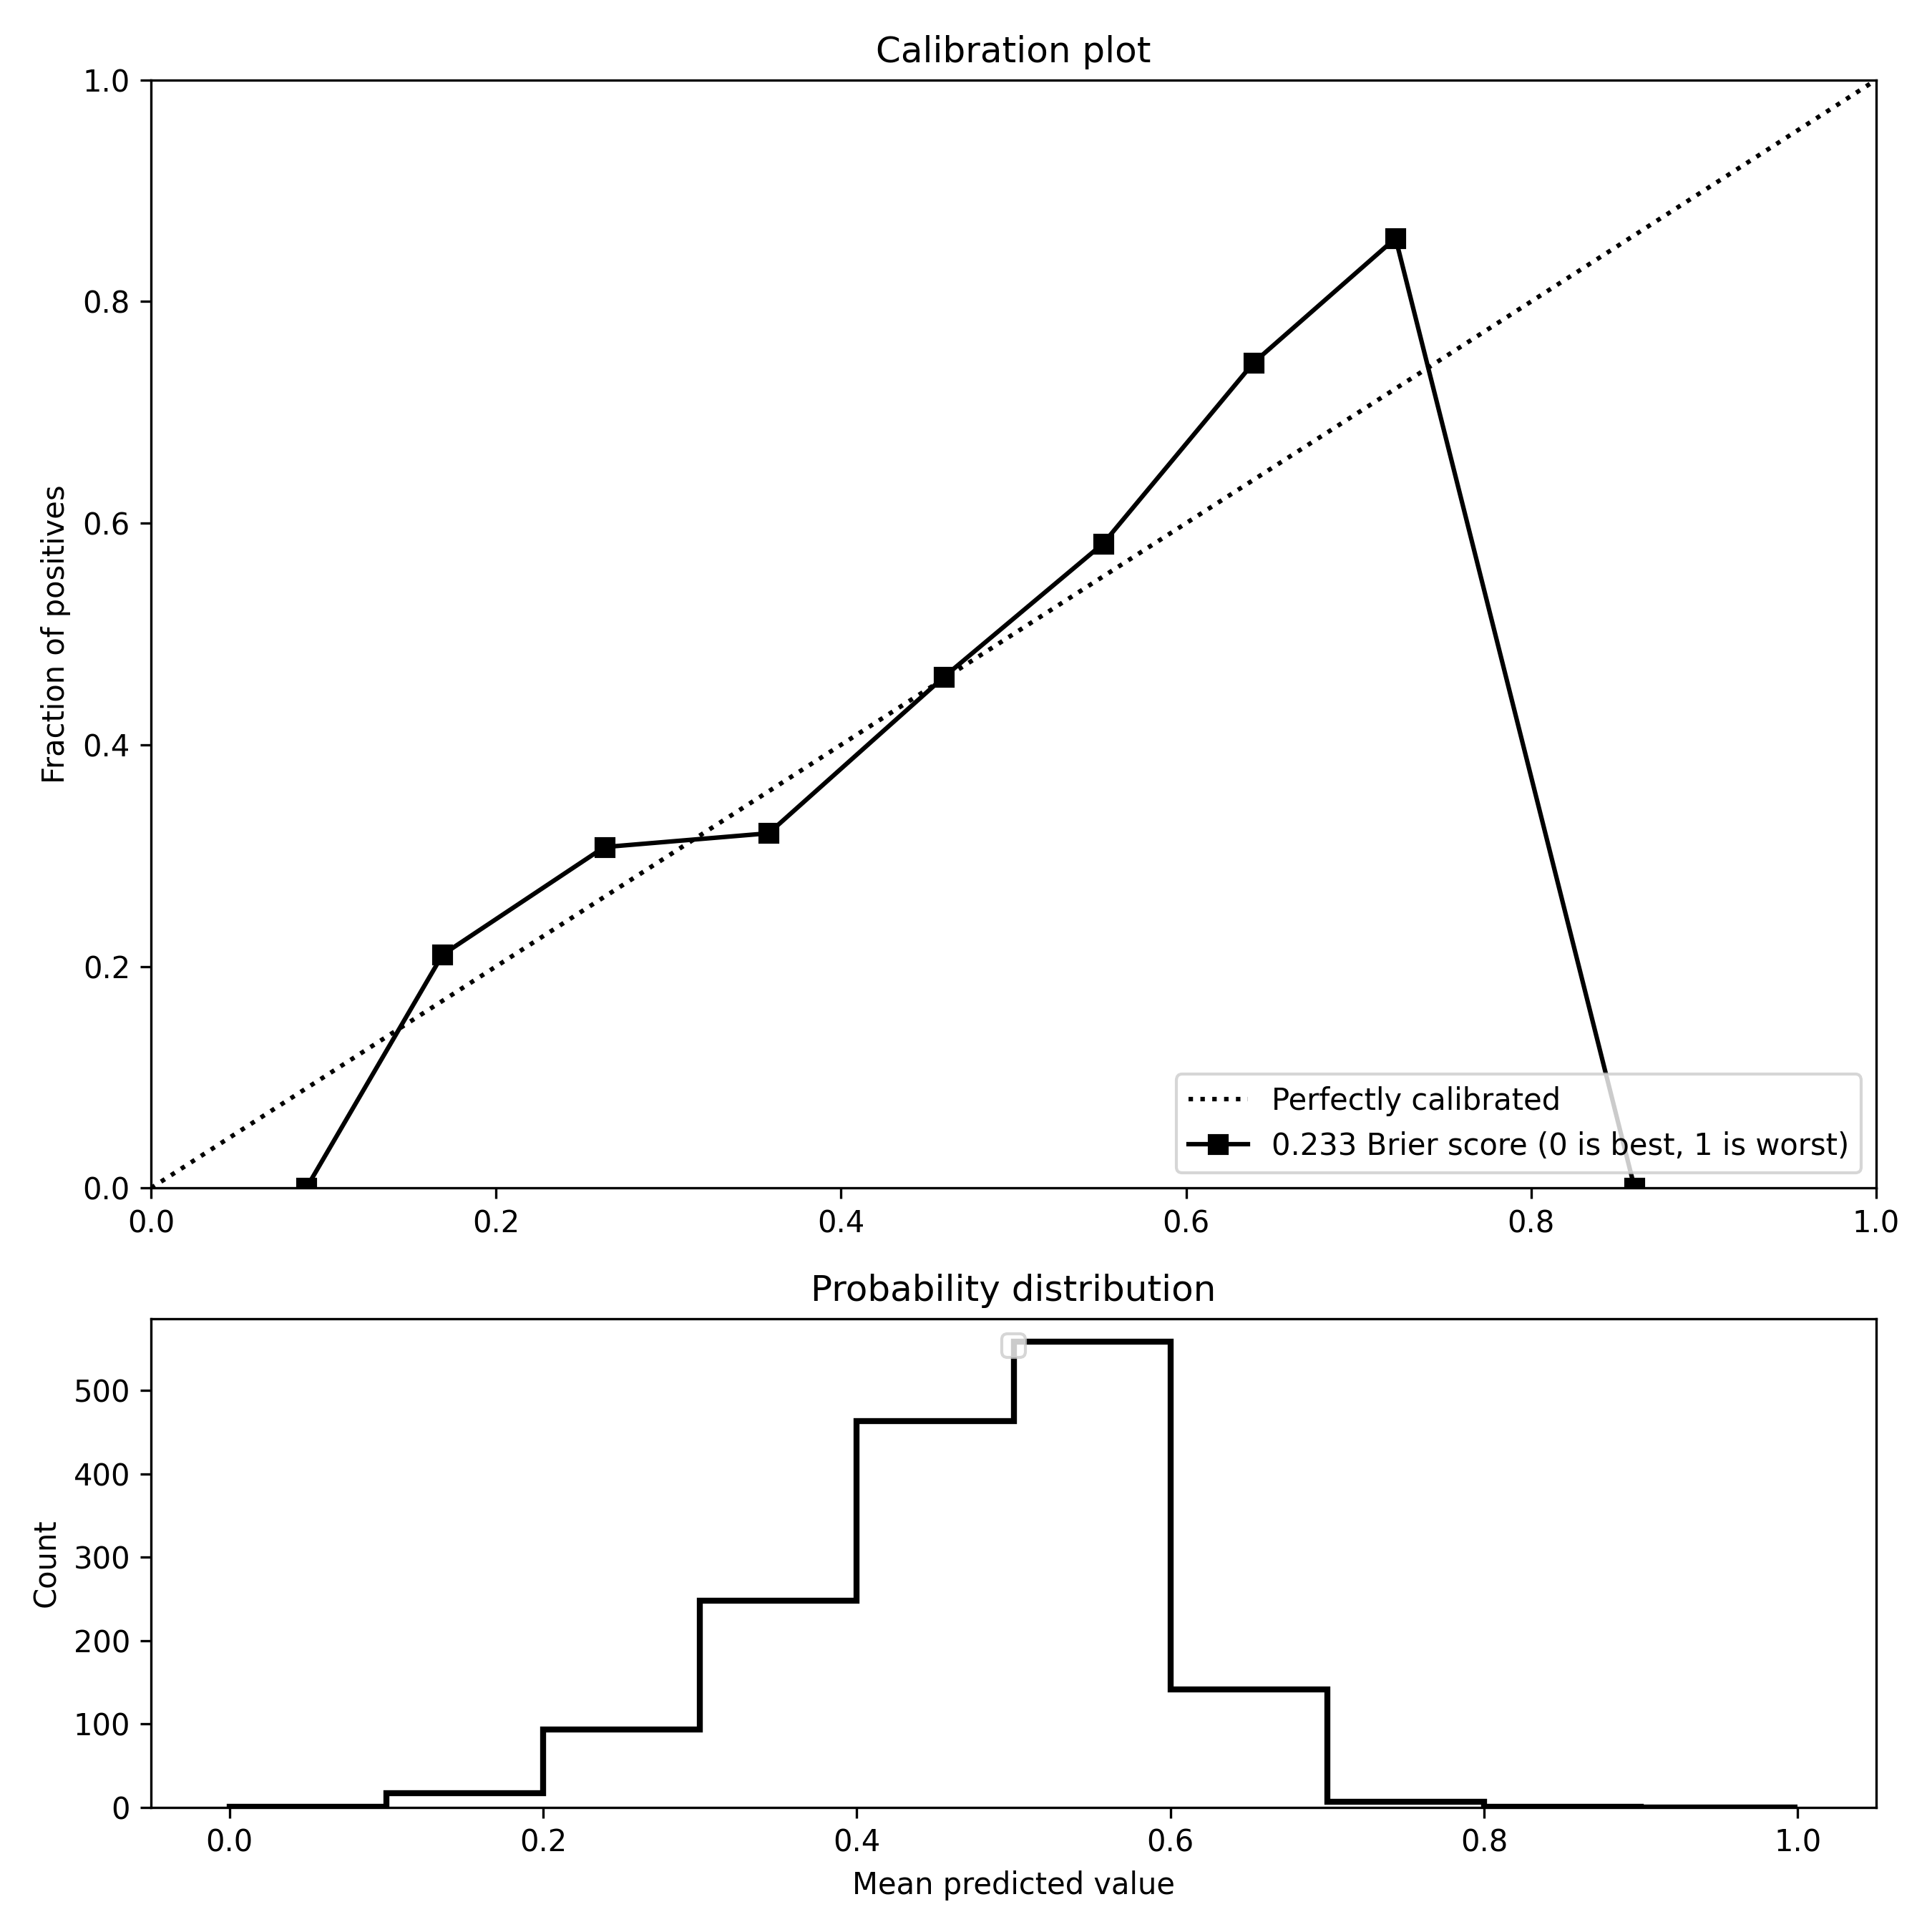 Calibration plot
1.0
0.8
0.6
0.4
0.2
0.0
Fraction of positives
0.0 0.2 0.4 0.6 0.8 1.0
Perfectly calibrated
0.233 Brier score (0 is best, 1 is worst)
Probability distribution
500
400
300
200
100
0
Count
0.0 0.2 0.4 0.6 0.8 1.0
Mean predicted value